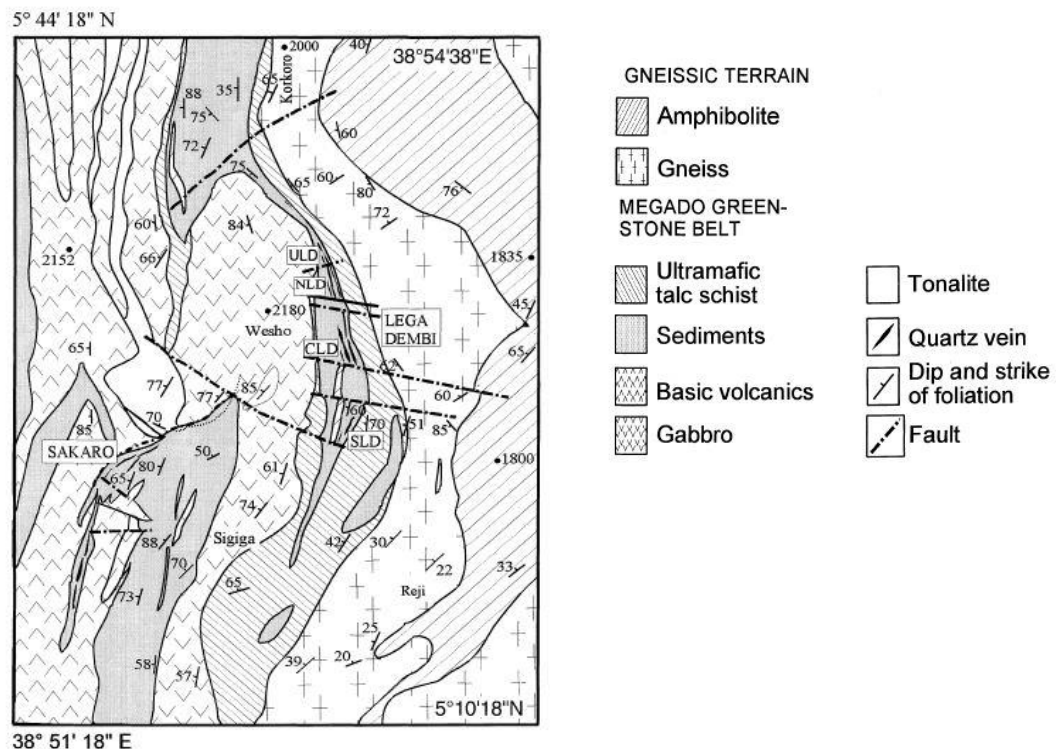 5° 44' 18" N
40
2000
38°54'38"E
Korkoro
65
35
88
75
72
60
75
65
60
80
76
72
84
60
66
2152
1835
ULD
NLD
45
2180
LEGA
DEMBI
Wesho
CLD
65
65
62
77
77
85
60
60
70
70
51
85
85
SLD
SAKARO
50
80
61
1800
65
74
88
Sigiga
42
30
70
22
33
73
65
Reji
25
58
57
39
20
5°10'18"N
38° 51' 18" E
GNEISSIC TERRAIN
Amphibolite
Gneiss
MEGADO GREEN-
STONE BELT
Ultramafic
talc schist
Sediments
Basic volcanics
Gabbro
Tonalite
Quartz vein
Dip and strike
of foliation
Fault